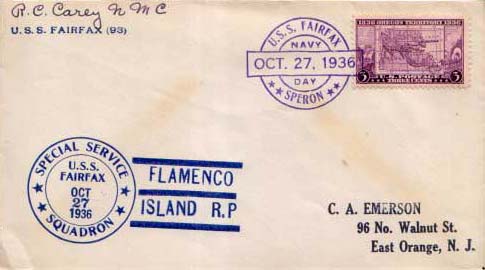 R. C. Carey N M C
U.S.S. FAIRFAX (93)
U.S.S. FAIRFAX
NAVY
OCT. 27, 1936
DAY
★ SPERON ★
1836 OREGON TERRITORY 1936
U.S. POSTAGE
3 THREE CENTS 3
★ SPECIAL SERVICE ★
U.S.S.
FAIRFAX
OCT
27
1936
SQUADRON
FLAMENCO
ISLAND R.P
C. A. EMERSON
96 No. Walnut St.
East Orange, N. J.